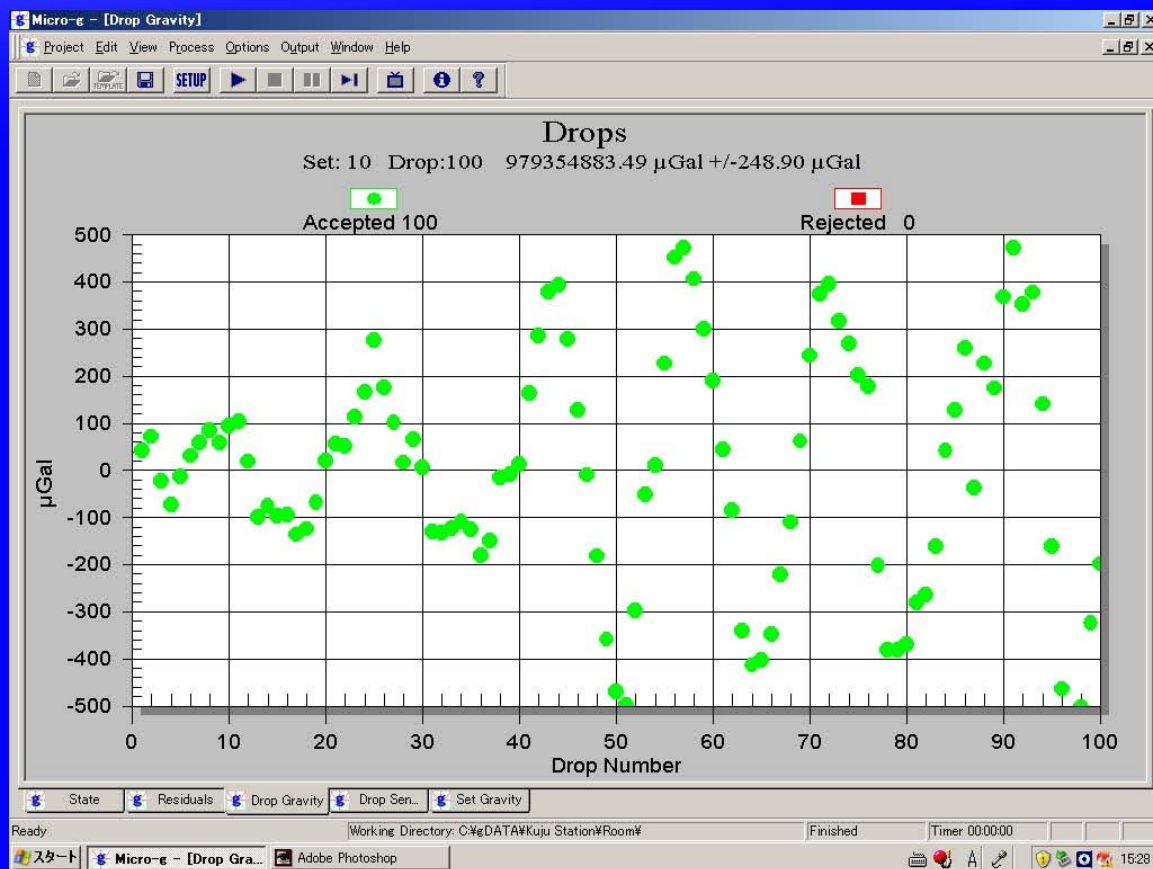 Micro-g - [Drop Gravity]
Project Edit View Process Options Output Window Help
TEMPLATE SETUP
Drops
Set: 10 Drop:100 979354883.49 µGal +/-248.90 µGal
Accepted 100 Rejected 0
500
400
300
200
100
0
-100
-200
-300
-400
-500
µGal
0 10 20 30 40 50 60 70 80 90 100
Drop Number
g State g Residuals g Drop Gravity g Drop Sen... g Set Gravity
Ready Working Directory: C:¥gDATA¥Kuju Station¥Room¥ Finished Timer 00:00:00
スタート g Micro-g - [Drop Gra... Adobe Photoshop A 15:28